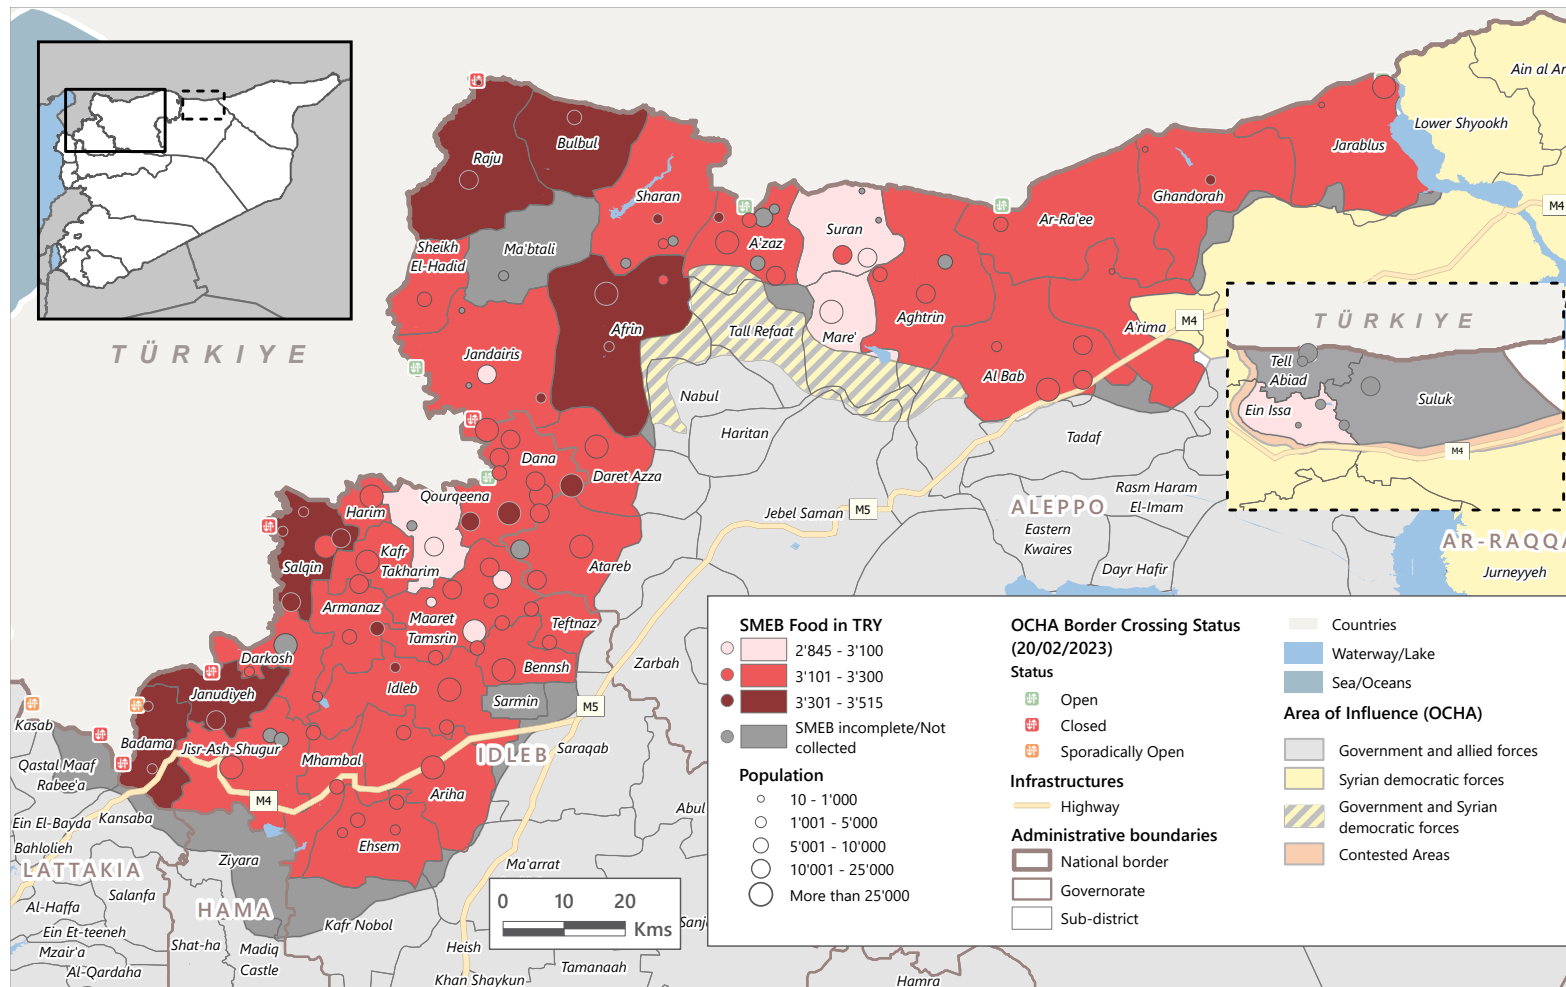 Ain al Ar
Lower Shyookh
Bulbul
Raju
Jarablus
Sharan
Ghandorah
M4
Ar-Ra'ee
Suran
A'zaz
Sheikh
El-Hadid
Ma'btali
TÜRKIYE
Afrin
Tall Refaat
Mare'
Aghtrin
A'rima
M4
TÜRKIYE
Jandairis
Al Bab
Tell
Abiad
Suluk
Ein Issa
M4
Nabul
Haritan
Tadaf
Dana
Daret Azza
Qourqeena
Harim
Jebel Saman
M5
ALEPPO
Rasm Haram
El-Imam
Eastern
Kwaires
Dayr Hafir
AR-RAQQA
Jurneyyeh
Kafr
Takharim
Salqin
Atareb
Armanaz
Maaret
Tamsrin
Teftnaz
Darkosh
Bennsh
Zarbah
Janudiyeh
Idleb
Sarmin
M5
Kasab
Badama
Jisr-Ash-Shugur
Mhambal
IDLEB
Saraqab
Qastal Maaf
Rabee'a
M4
Ariha
Abul
Ein El-Bayda
Kansaba
Bahlolieh
Ehsem
Ziyara
Ma'arrat
LATTAKIA
Salanfa
HAMA
Al-Haffa
Kafr Nobol
Ein Et-teeneh
Mzair'a
Shat-ha
Madiq
Castle
Al-Qardaha
Heish
Khan Shaykun
Tamanaah
Sanj
Hamra
0 10 20
Kms
SMEB Food in TRY
2'845 - 3'100
3'101 - 3'300
3'301 - 3'515
SMEB incomplete/Not
collected
Population
10 - 1'000
1'001 - 5'000
5'001 - 10'000
10'001 - 25'000
More than 25'000
OCHA Border Crossing Status
(20/02/2023)
Status
Open
Closed
Sporadically Open
Infrastructures
Highway
Administrative boundaries
National border
Governorate
Sub-district
Countries
Waterway/Lake
Sea/Oceans
Area of Influence (OCHA)
Government and allied forces
Syrian democratic forces
Government and Syrian
democratic forces
Contested Areas